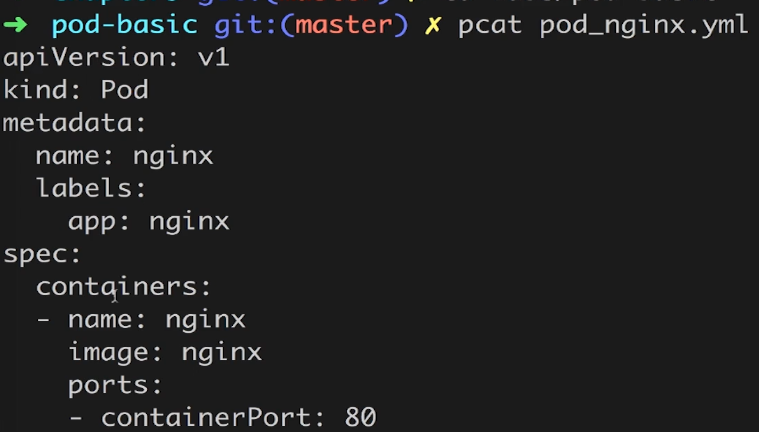 ➜ pod-basic git:(master) ✗ pcat pod_nginx.yml
apiVersion: v1
kind: Pod
metadata:
  name: nginx
  labels:
    app: nginx
spec:
  containers:
  - name: nginx
    image: nginx
    ports:
    - containerPort: 80